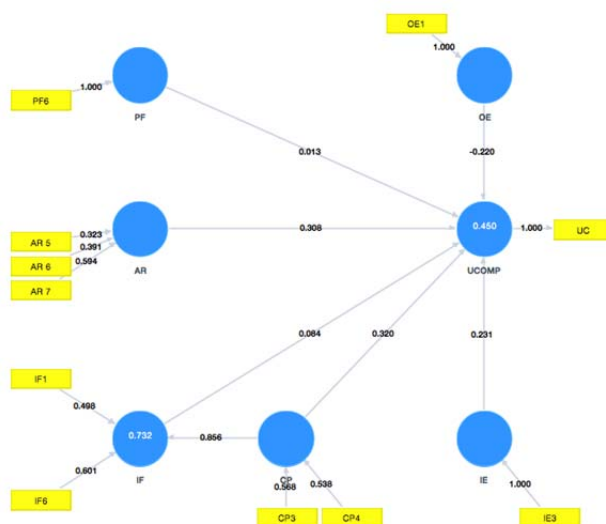 OE1
1.000
PF6
1.000
PF
OE
0.013
-0.220
AR 5
0.323
AR 6
0.391
AR 7
0.594
AR
0.308
0.450
UCOMP
1.000
UC
0.084
0.320
0.231
IF1
0.498
0.732
IF
0.856
CP
IE
0.601
IF6
0.568
0.538
1.000
CP3
CP4
IE3